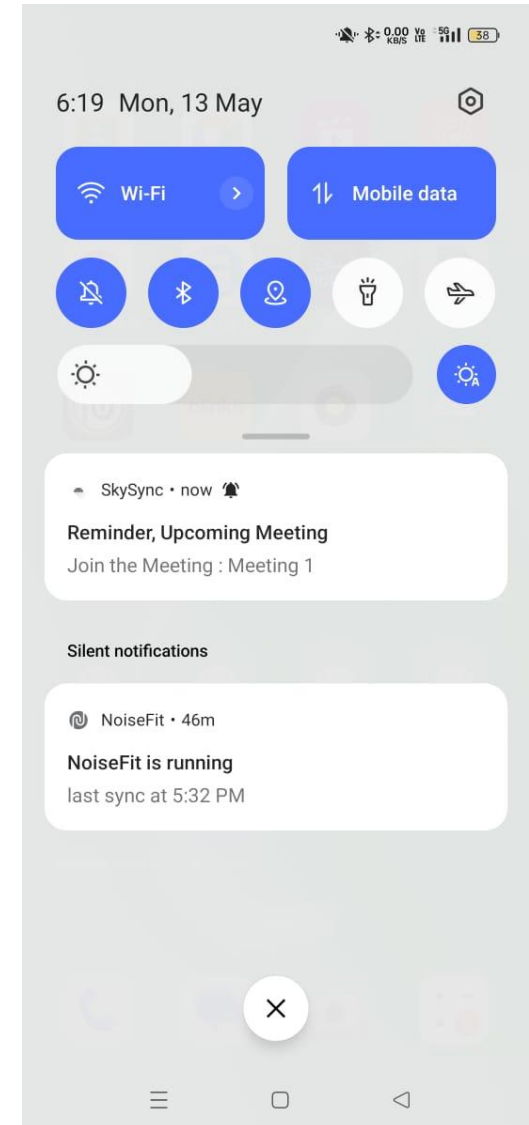 0.00 KB/S Vo LTE 5G 38
6:19 Mon, 13 May
Wi-Fi
Mobile data
A
SkySync • now
Reminder, Upcoming Meeting
Join the Meeting : Meeting 1
Silent notifications
NoiseFit • 46m
NoiseFit is running
last sync at 5:32 PM